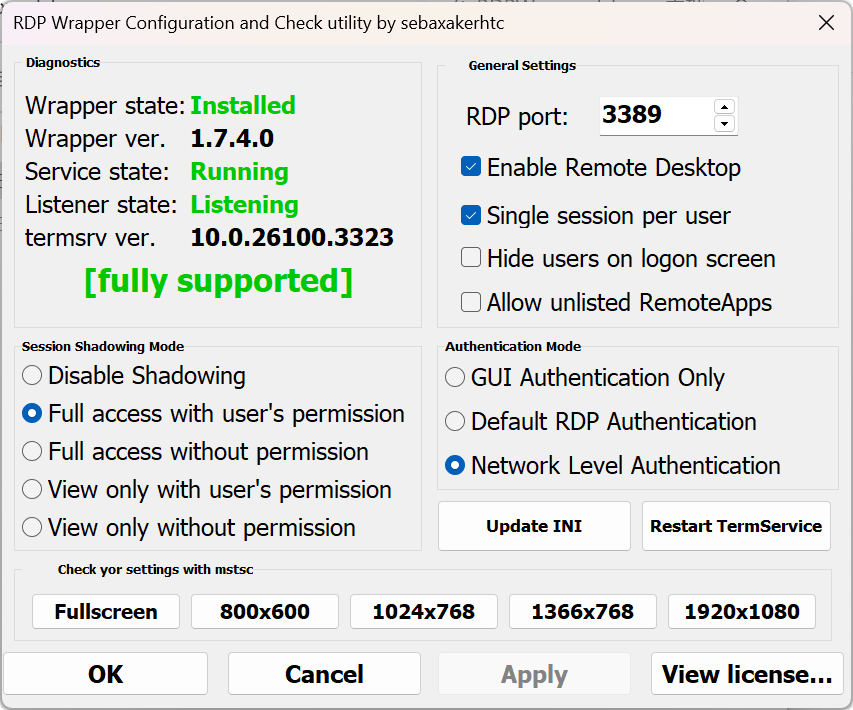 RDP Wrapper Configuration and Check utility by sebaxakerhtc
Diagnostics
Wrapper state: Installed
Wrapper ver. 1.7.4.0
Service state: Running
Listener state: Listening
termsrv ver. 10.0.26100.3323
[fully supported]
General Settings
RDP port: 3389
Enable Remote Desktop
Single session per user
Hide users on logon screen
Allow unlisted RemoteApps
Session Shadowing Mode
Disable Shadowing
Full access with user's permission
Full access without permission
View only with user's permission
View only without permission
Authentication Mode
GUI Authentication Only
Default RDP Authentication
Network Level Authentication
Update INI Restart TermService
Check yor settings with mstsc
Fullscreen 800x600 1024x768 1366x768 1920x1080
OK Cancel Apply View license...